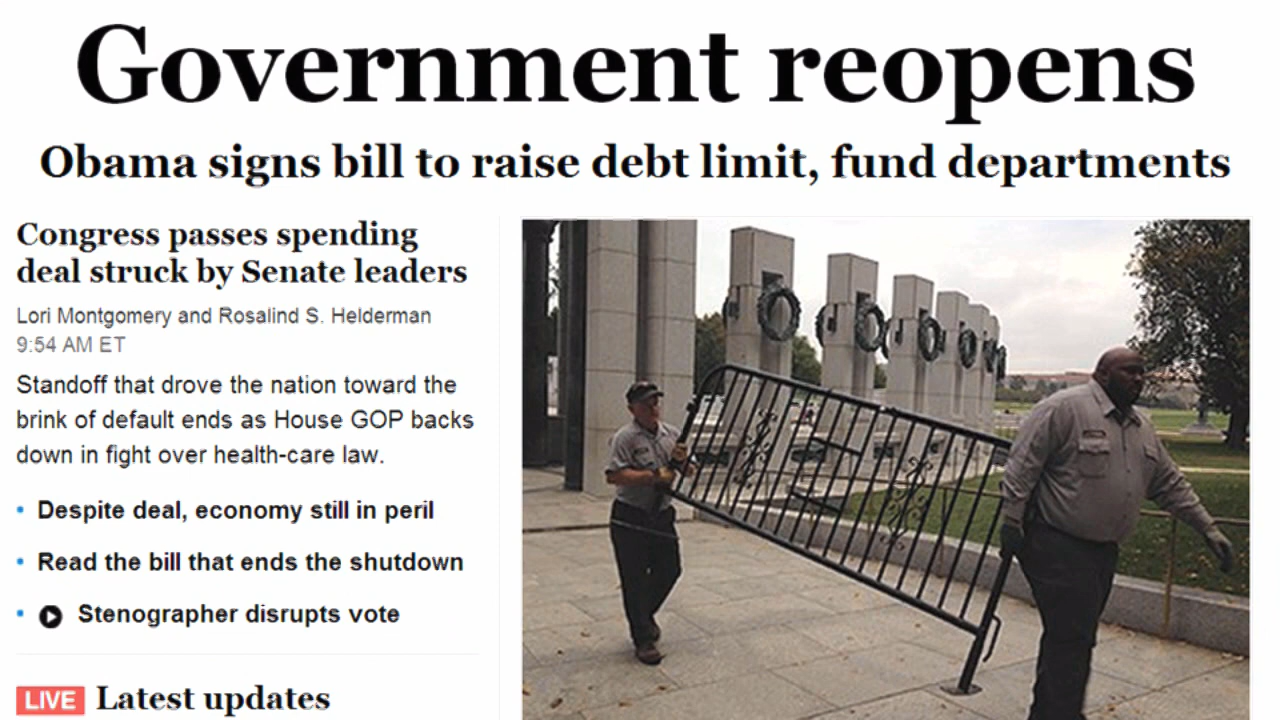 Government reopens
Obama signs bill to raise debt limit, fund departments
Congress passes spending
deal struck by Senate leaders
Lori Montgomery and Rosalind S. Helderman
9:54 AM ET
Standoff that drove the nation toward the
brink of default ends as House GOP backs
down in fight over health-care law.
• Despite deal, economy still in peril
• Read the bill that ends the shutdown
• Stenographer disrupts vote
LIVE Latest updates